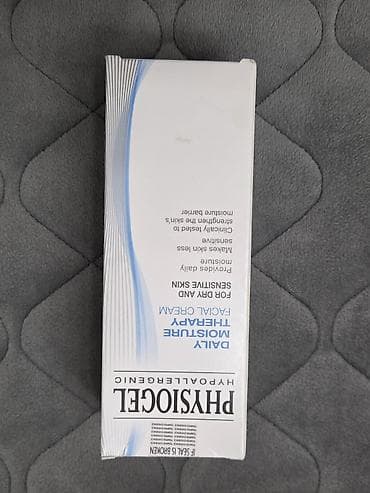 IF SEAL IS BROKEN
PHYSIOGEL
HYPOALLERGENIC
DAILY
MOISTURE
THERAPY
FACIAL CREAM
FOR DRY AND
SENSITIVE SKIN
Provides daily
moisture
Makes skin less
sensitive
Clinically tested to
strengthen the skin's
moisture barrier